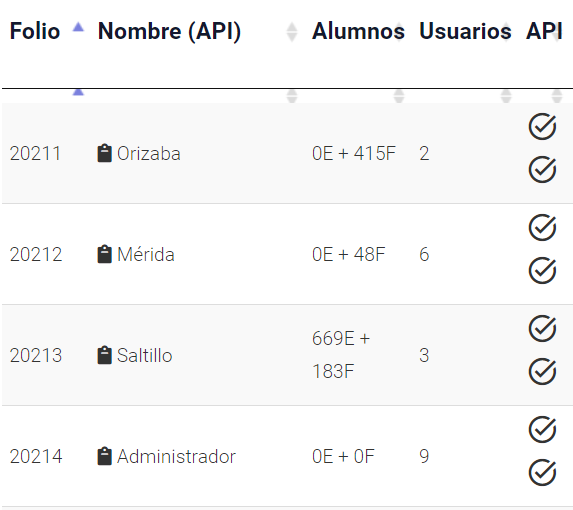 Folio Nombre (API) Alumnos Usuarios API
20211 Orizaba 0E + 415F 2
20212 Mérida 0E + 48F 6
20213 Saltillo 669E + 183F 3
20214 Administrador 0E + 0F 9